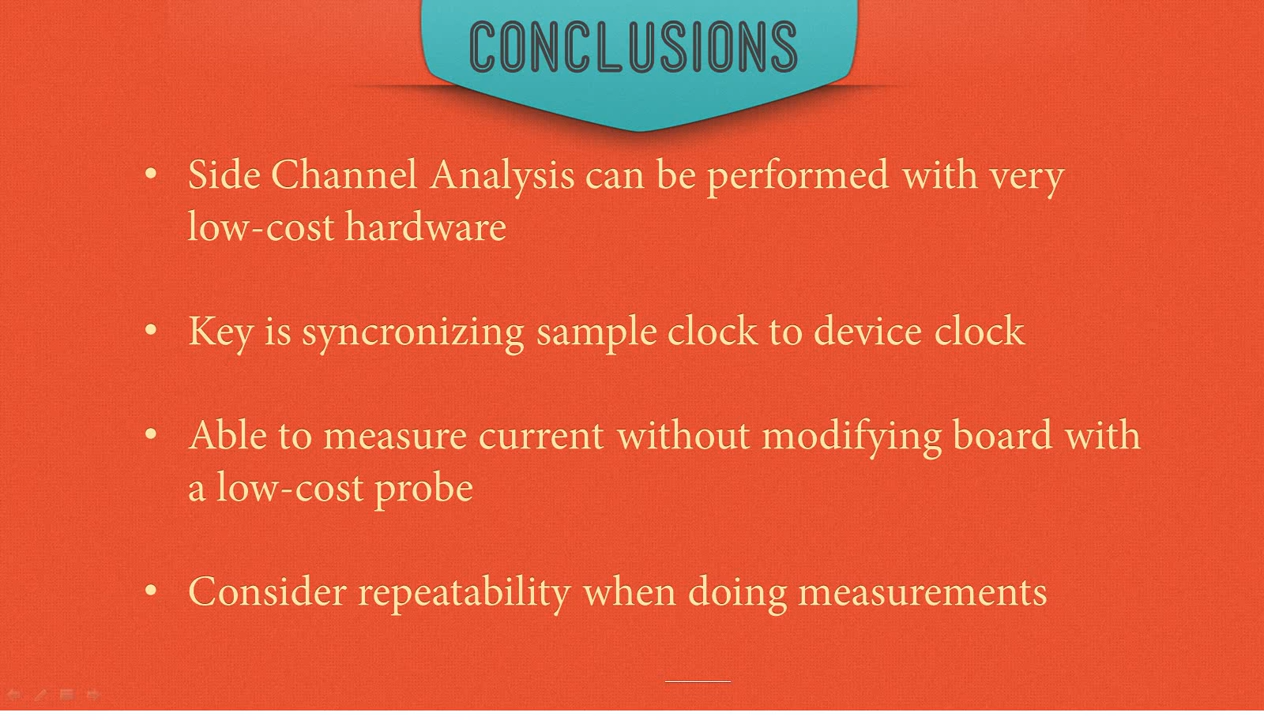 CONCLUSIONS
• Side Channel Analysis can be performed with very
low-cost hardware
• Key is syncronizing sample clock to device clock
• Able to measure current without modifying board with
a low-cost probe
• Consider repeatability when doing measurements